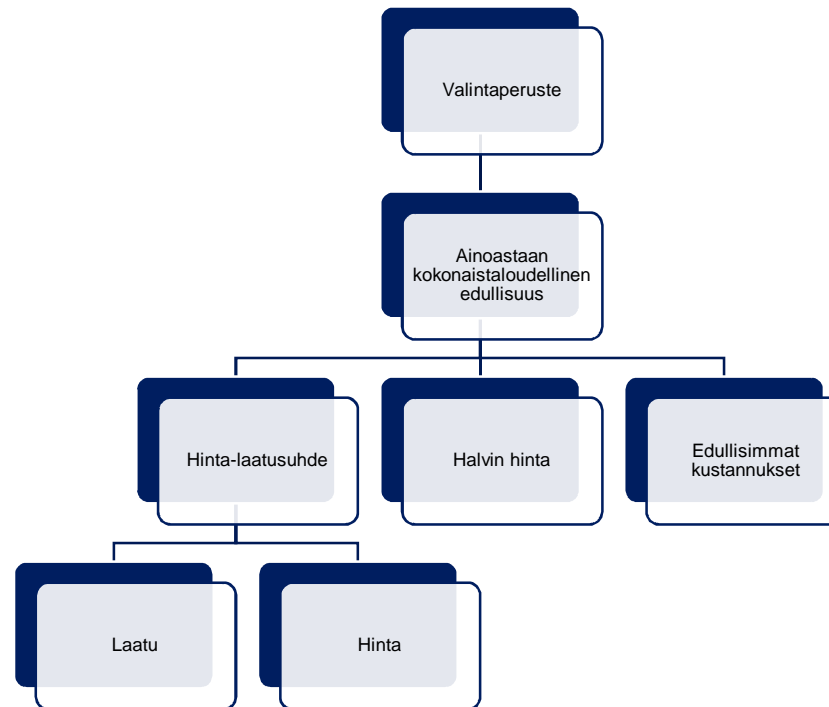 Valintaperuste
Ainoastaan
kokonaistaloudellinen
edullisuus
Hinta-laatusuhde
Halvin hinta
Edullisimmat
kustannukset
Laatu
Hinta